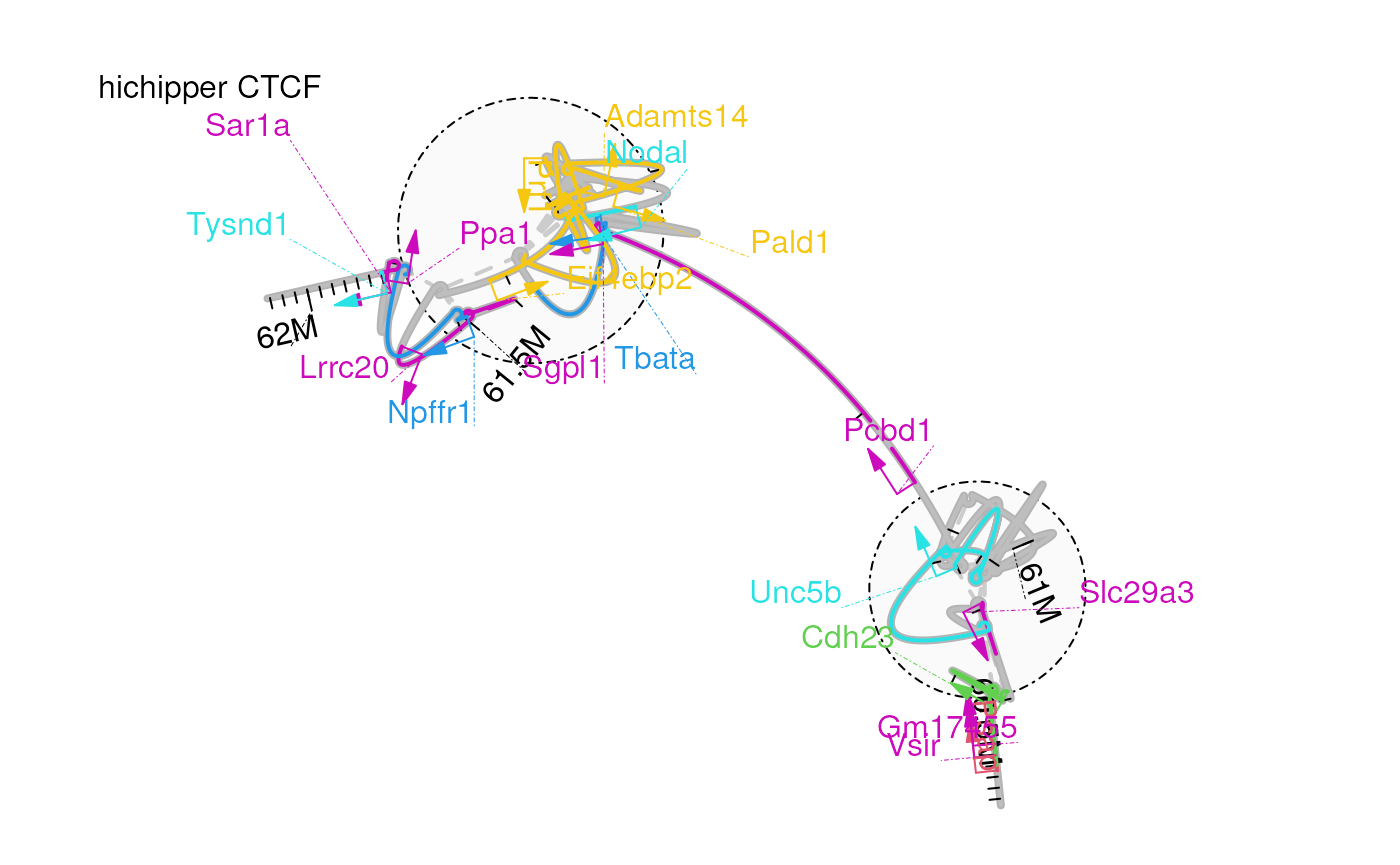 hichipper CTCF
Sar1a
Adamts14
Nodal
Tysnd1
Ppa1
Pald1
Eif4ebp2
62M
61.5M
Lrrc20
Sgpl1
Tbata
Npffr1
Pcbd1
61M
Unc5b
Slc29a3
Cdh23
Vsir